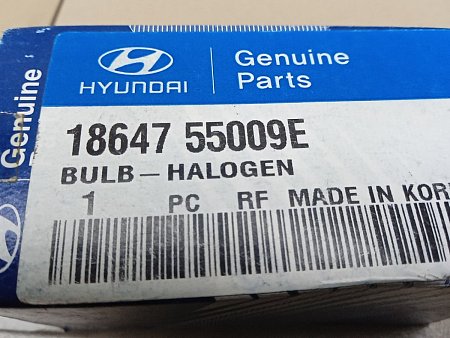 HYUNDAI
Genuine
Parts
18647 55009E
BULB-HALOGEN
1 PC RF MADE IN KOR
Genuine